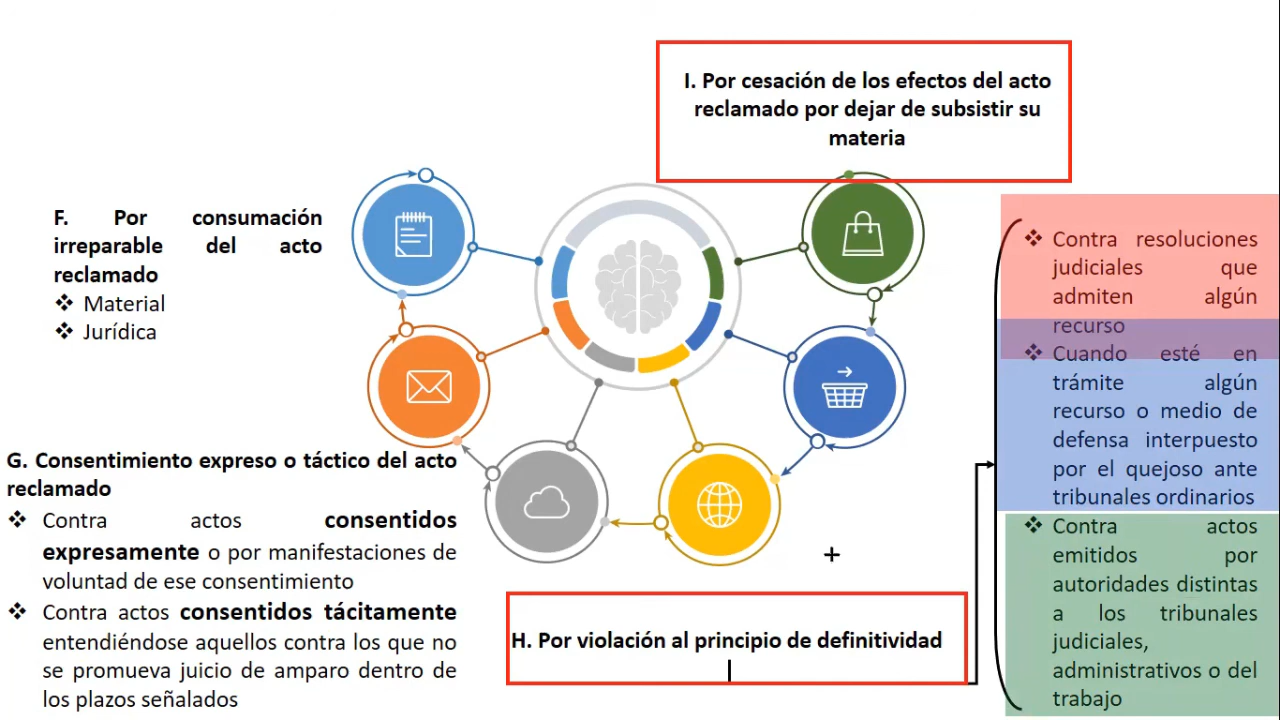 I. Por cesación de los efectos del acto
reclamado por dejar de subsistir su
materia
F. Por consumación
irreparable del acto
reclamado
❖ Material
❖ Jurídica
G. Consentimiento expreso o táctico del acto
reclamado
❖ Contra actos consentidos
expresamente o por manifestaciones de
voluntad de ese consentimiento
❖ Contra actos consentidos tácitamente
entendiéndose aquellos contra los que no
se promueva juicio de amparo dentro de
los plazos señalados
H. Por violación al principio de definitividad
❖ Contra resoluciones
judiciales que
admiten algún
recurso
❖ Cuando esté en
trámite algún
recurso o medio de
defensa interpuesto
por el quejoso ante
tribunales ordinarios
❖ Contra actos
emitidos por
autoridades distintas
a los tribunales
judiciales,
administrativos o del
trabajo